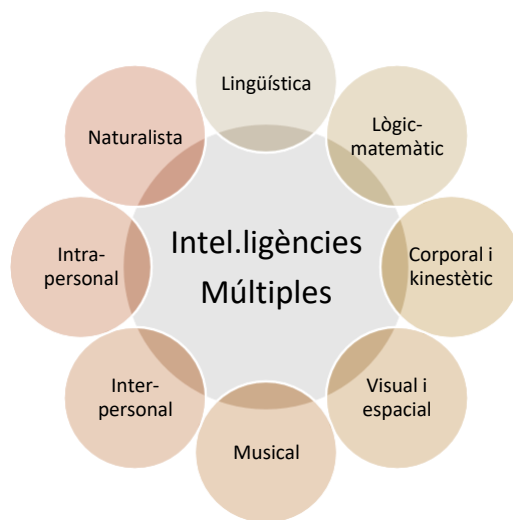 Lingüística
Lògic-
matemàtic
Corporal i
kinestètic
Visual i
espacial
Musical
Inter-
personal
Intra-
personal
Naturalista
Intel.ligències
Múltiples